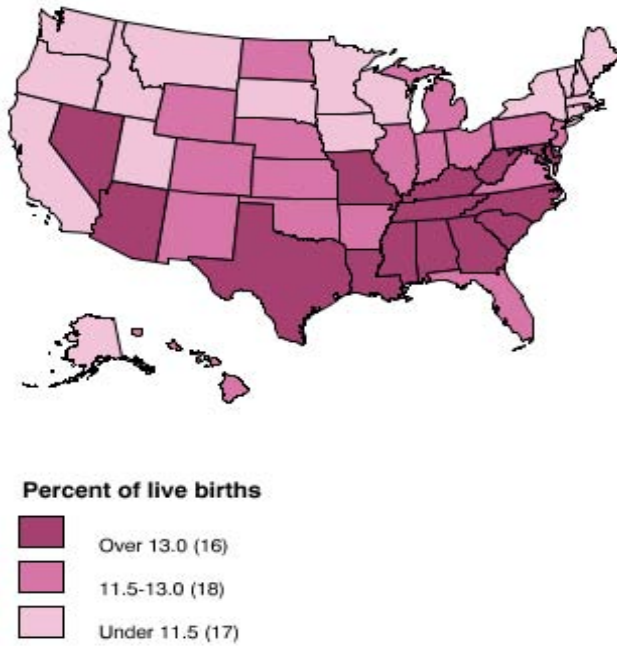 Percent of live births
Over 13.0 (16)
11.5-13.0 (18)
Under 11.5 (17)